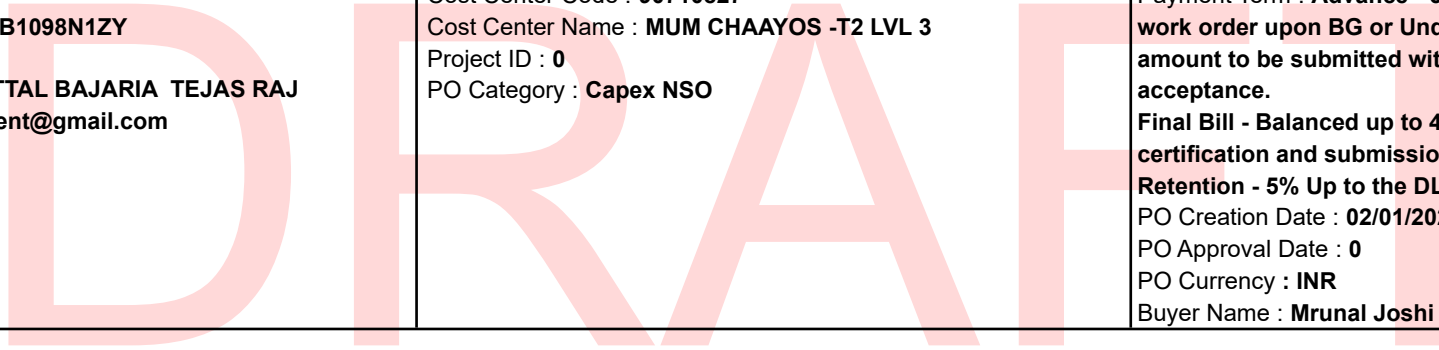 B1098N1ZY
TTAL BAJARIA TEJAS RAJ
ent@gmail.com
Cost Center Name : MUM CHAAYOS -T2 LVL 3
Project ID : 0
PO Category : Capex NSO
work order upon BG or Und
amount to be submitted wit
acceptance.
Final Bill - Balanced up to 4
certification and submissio
Retention - 5% Up to the DL
PO Creation Date : 02/01/202
PO Approval Date : 0
PO Currency : INR
Buyer Name : Mrunal Joshi
DRAFT